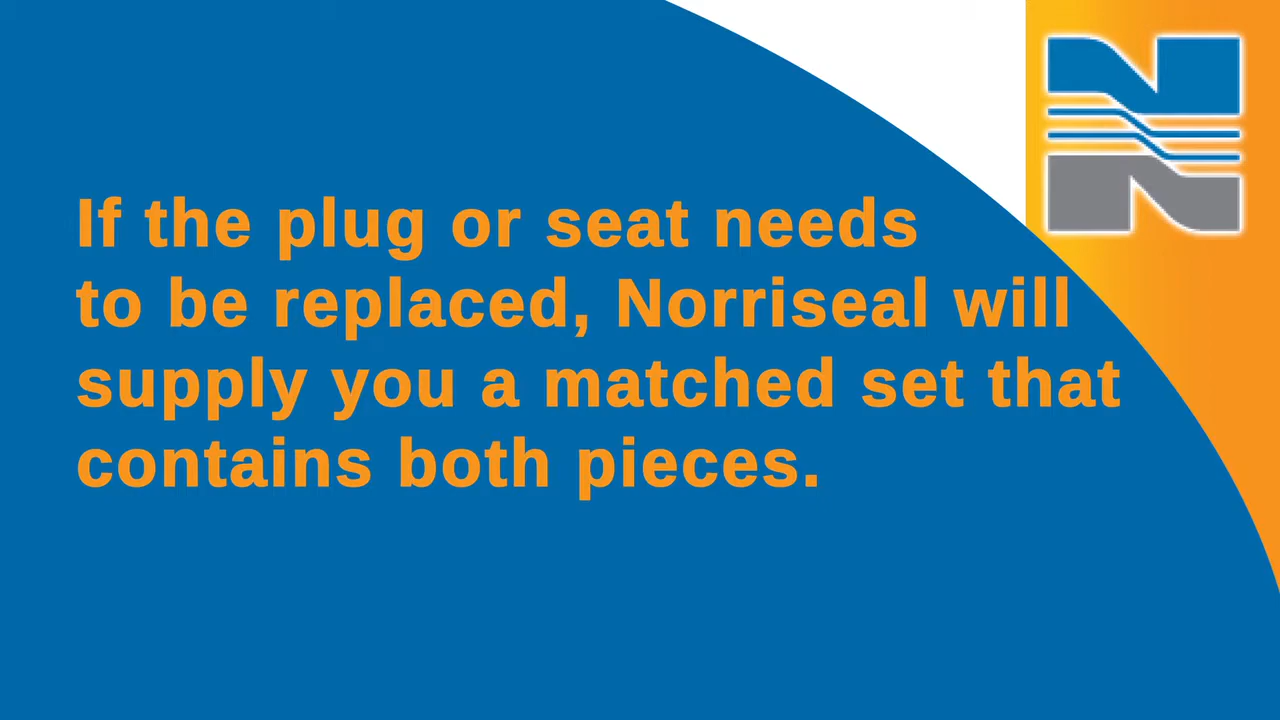 If the plug or seat needs
to be replaced, Norriseal will
supply you a matched set that
contains both pieces.